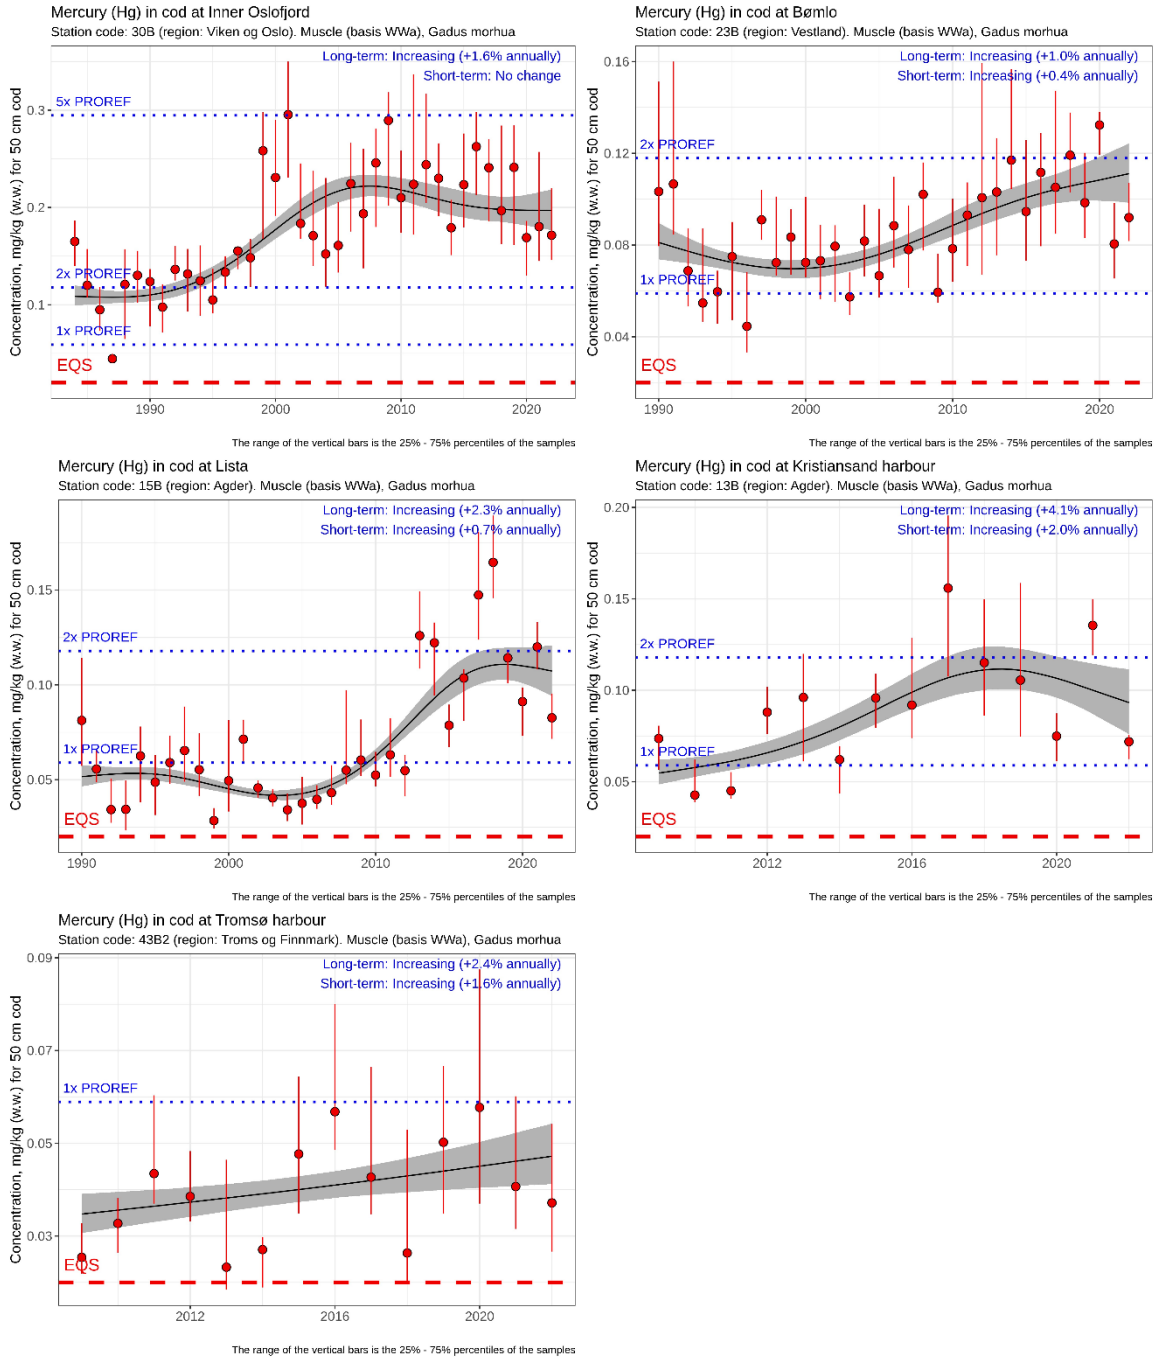 Mercury (Hg) in cod at Inner Oslofjord
Station code: 30B (region: Viken og Oslo). Muscle (basis WWa), Gadus morhua
Long-term: Increasing (+1.6% annually)
Short-term: No change
5x PROREF
2x PROREF
1x PROREF
EQS
0.3
0.2
0.1
Concentration, mg/kg (w.w.) for 50 cm cod
1990
2000
2010
2020
The range of the vertical bars is the 25% - 75% percentiles of the samples
Mercury (Hg) in cod at Bømlo
Station code: 23B (region: Vestland). Muscle (basis WWa), Gadus morhua
Long-term: Increasing (+1.0% annually)
Short-term: Increasing (+0.4% annually)
2x PROREF
1x PROREF
EQS
0.16
0.12
0.08
0.04
Concentration, mg/kg (w.w.) for 50 cm cod
1990
2000
2010
2020
The range of the vertical bars is the 25% - 75% percentiles of the samples
Mercury (Hg) in cod at Lista
Station code: 15B (region: Agder). Muscle (basis WWa), Gadus morhua
Long-term: Increasing (+2.3% annually)
Short-term: Increasing (+0.7% annually)
2x PROREF
1x PROREF
EQS
0.15
0.10
0.05
Concentration, mg/kg (w.w.) for 50 cm cod
1990
2000
2010
2020
The range of the vertical bars is the 25% - 75% percentiles of the samples
Mercury (Hg) in cod at Kristiansand harbour
Station code: 13B (region: Agder). Muscle (basis WWa), Gadus morhua
Long-term: Increasing (+4.1% annually)
Short-term: Increasing (+2.0% annually)
2x PROREF
1x PROREF
EQS
0.20
0.15
0.10
0.05
Concentration, mg/kg (w.w.) for 50 cm cod
2012
2016
2020
The range of the vertical bars is the 25% - 75% percentiles of the samples
Mercury (Hg) in cod at Tromsø harbour
Station code: 43B2 (region: Troms og Finnmark). Muscle (basis WWa), Gadus morhua
Long-term: Increasing (+2.4% annually)
Short-term: Increasing (+1.6% annually)
1x PROREF
EQS
0.09
0.07
0.05
0.03
Concentration, mg/kg (w.w.) for 50 cm cod
2012
2016
2020
The range of the vertical bars is the 25% - 75% percentiles of the samples